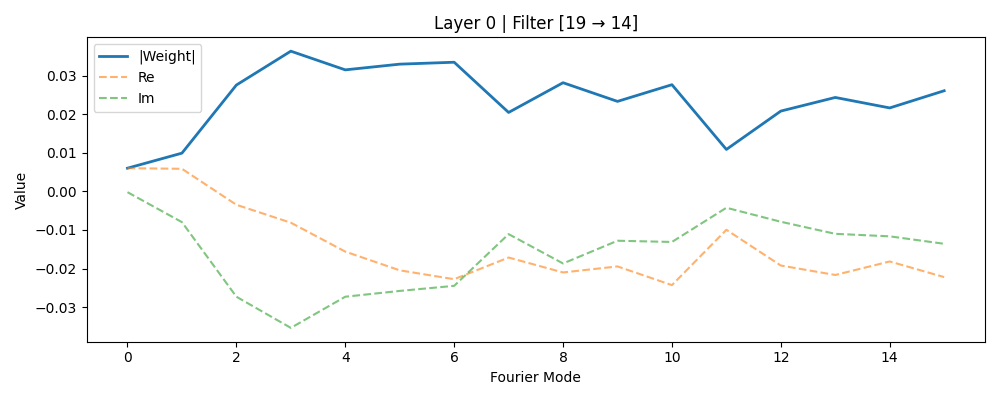 Layer 0 | Filter [19 → 14]
|Weight|
Re
Im
Value
0.03
0.02
0.01
0.00
−0.01
−0.02
−0.03
0 2 4 6 8 10 12 14
Fourier Mode